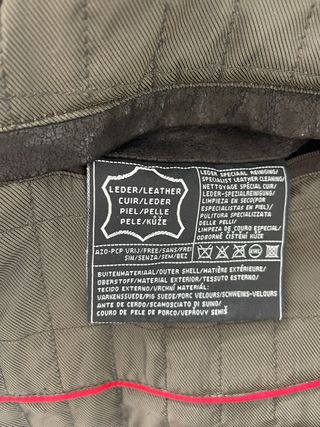 LEDER/LEATHER
CUIR/LEDER
PIEL/PELLE
PELE/KŮŽE
LEDER SPECIAAL REINIGING/
SPECIALIST LEATHER CLEANING/
NETTOYAGE SPÉCIAL CUIR/
LEDER-SPEZIALREINIGUNG/
LIMPIEZA EN SECO(POR
ESPECIALISTAS EN PIEL)/
PULITURA SPECIALIZZATA
DELLE PELLI/
LIMPEZA DE COURO ESPECIAL/
ODBORNÉ ČIŠTĚNÍ KŮŽE
AZO-PCP VRIJ/FREE/SANS/FREI
SIN/SENZA/SEM/BEZ
BUITENMATERIAAL/OUTER SHELL/MATIÈRE EXTÉRIEURE/
OBERSTOFF/MATERIAL EXTERIOR/TESSUTO ESTERNO/
TECIDO EXTERNO/VRCHNÍ MATERIÁL:
VARKENSSUEDE/PIG SUEDE/PORC VELOURS/SCHWEINS-VELOURS
ANTE DE CERDO/SCAMOSCIATO DI SUINO/
COURO DE PELE DE PORCO/VEPŘOVÝ SEMIŠ